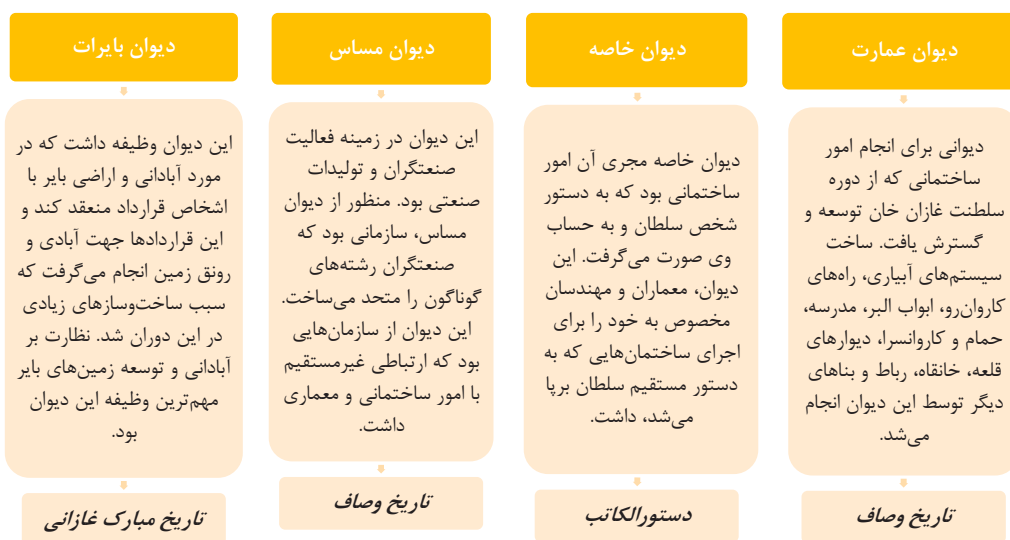 دیوان عمارت
دیوانی برای انجام امور
ساختمانی که از دوره
سلطنت غازان خان توسعه و
گسترش یافت. ساخت
سیستم‌های آبیاری، راه‌های
کاروان‌رو، ابواب البر، مدرسه،
حمام و کاروانسرا، دیوارهای
قلعه، خانقاه، رباط و بناهای
دیگر توسط این دیوان انجام
می‌شد.
تاریخ وصاف
دیوان خاصه
دیوان خاصه مجری آن امور
ساختمانی بود که به دستور
شخص سلطان و به حساب
وی صورت می‌گرفت. این
دیوان، معماران و مهندسان
مخصوص به خود را برای
اجرای ساختمان‌هایی که به
دستور مستقیم سلطان برپا
می‌شد، داشت.
دستورالکاتب
دیوان مساس
این دیوان در زمینه فعالیت
صنعتگران و تولیدات
صنعتی بود. منظور از دیوان
مساس، سازمانی بود که
صنعتگران رشته‌های
گوناگون را متحد می‌ساخت.
این دیوان از سازمان‌هایی
بود که ارتباطی غیرمستقیم
با امور ساختمانی و معماری
داشت.
تاریخ وصاف
دیوان بایرات
این دیوان وظیفه داشت که در
مورد آبادانی و اراضی بایر با
اشخاص قرارداد منعقد کند و
این قراردادها جهت آبادی و
رونق زمین انجام می‌گرفت که
سبب ساخت‌وسازهای زیادی
در این دوران شد. نظارت بر
آبادانی و توسعه زمین‌های بایر
مهم‌ترین وظیفه این دیوان
بود.
تاریخ مبارک غازانی